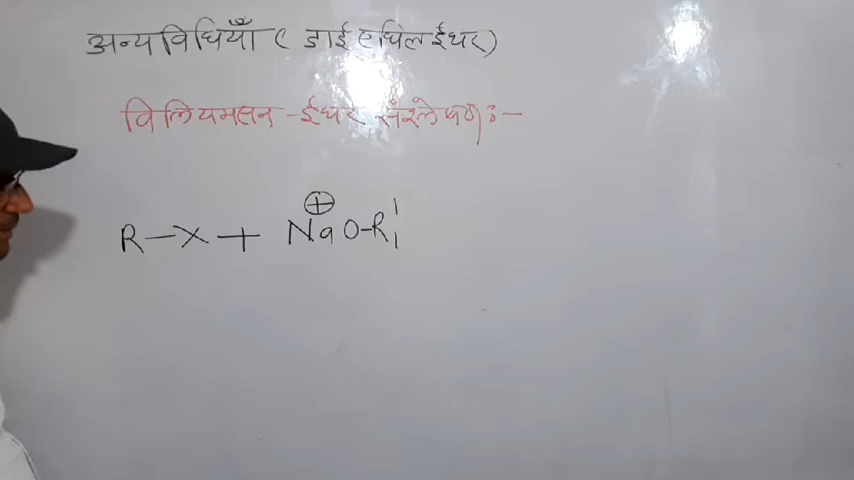 अन्य विधियाँ ( डाई एथिल ईथर)
विलियमसन - ईथर संश्लेषण :-
R-X + Na⊕ O-R'